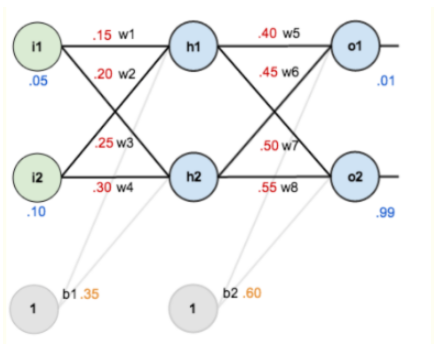 i1 .15 w1 h1 .40 w5 o1
.05 .20 w2 .45 w6 .01
.25 w3 .50 w7
i2 .30 w4 h2 .55 w8 o2
.10 .99
b1 .35 b2 .60
1 1